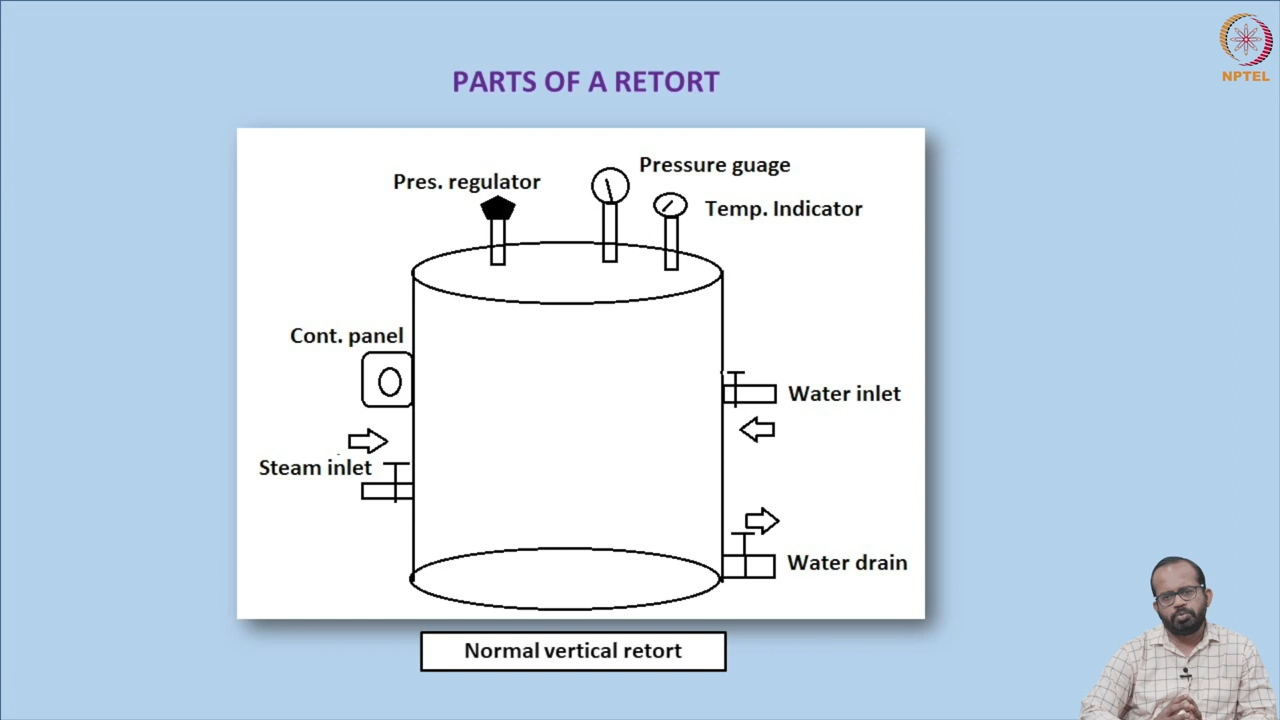 NPTEL
PARTS OF A RETORT
Pressure guage
Pres. regulator
Temp. Indicator
Cont. panel
Water inlet
Steam inlet
Water drain
Normal vertical retort